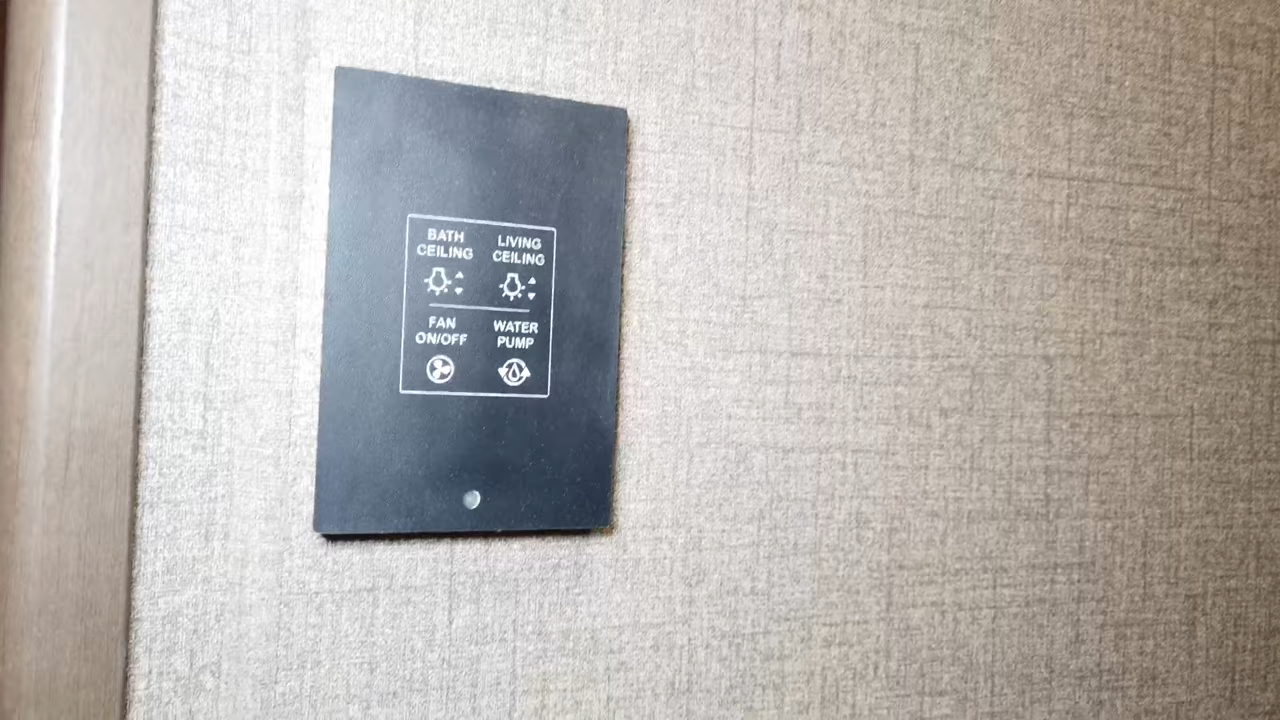 BATH
CEILING
LIVING
CEILING
FAN
ON/OFF
WATER
PUMP